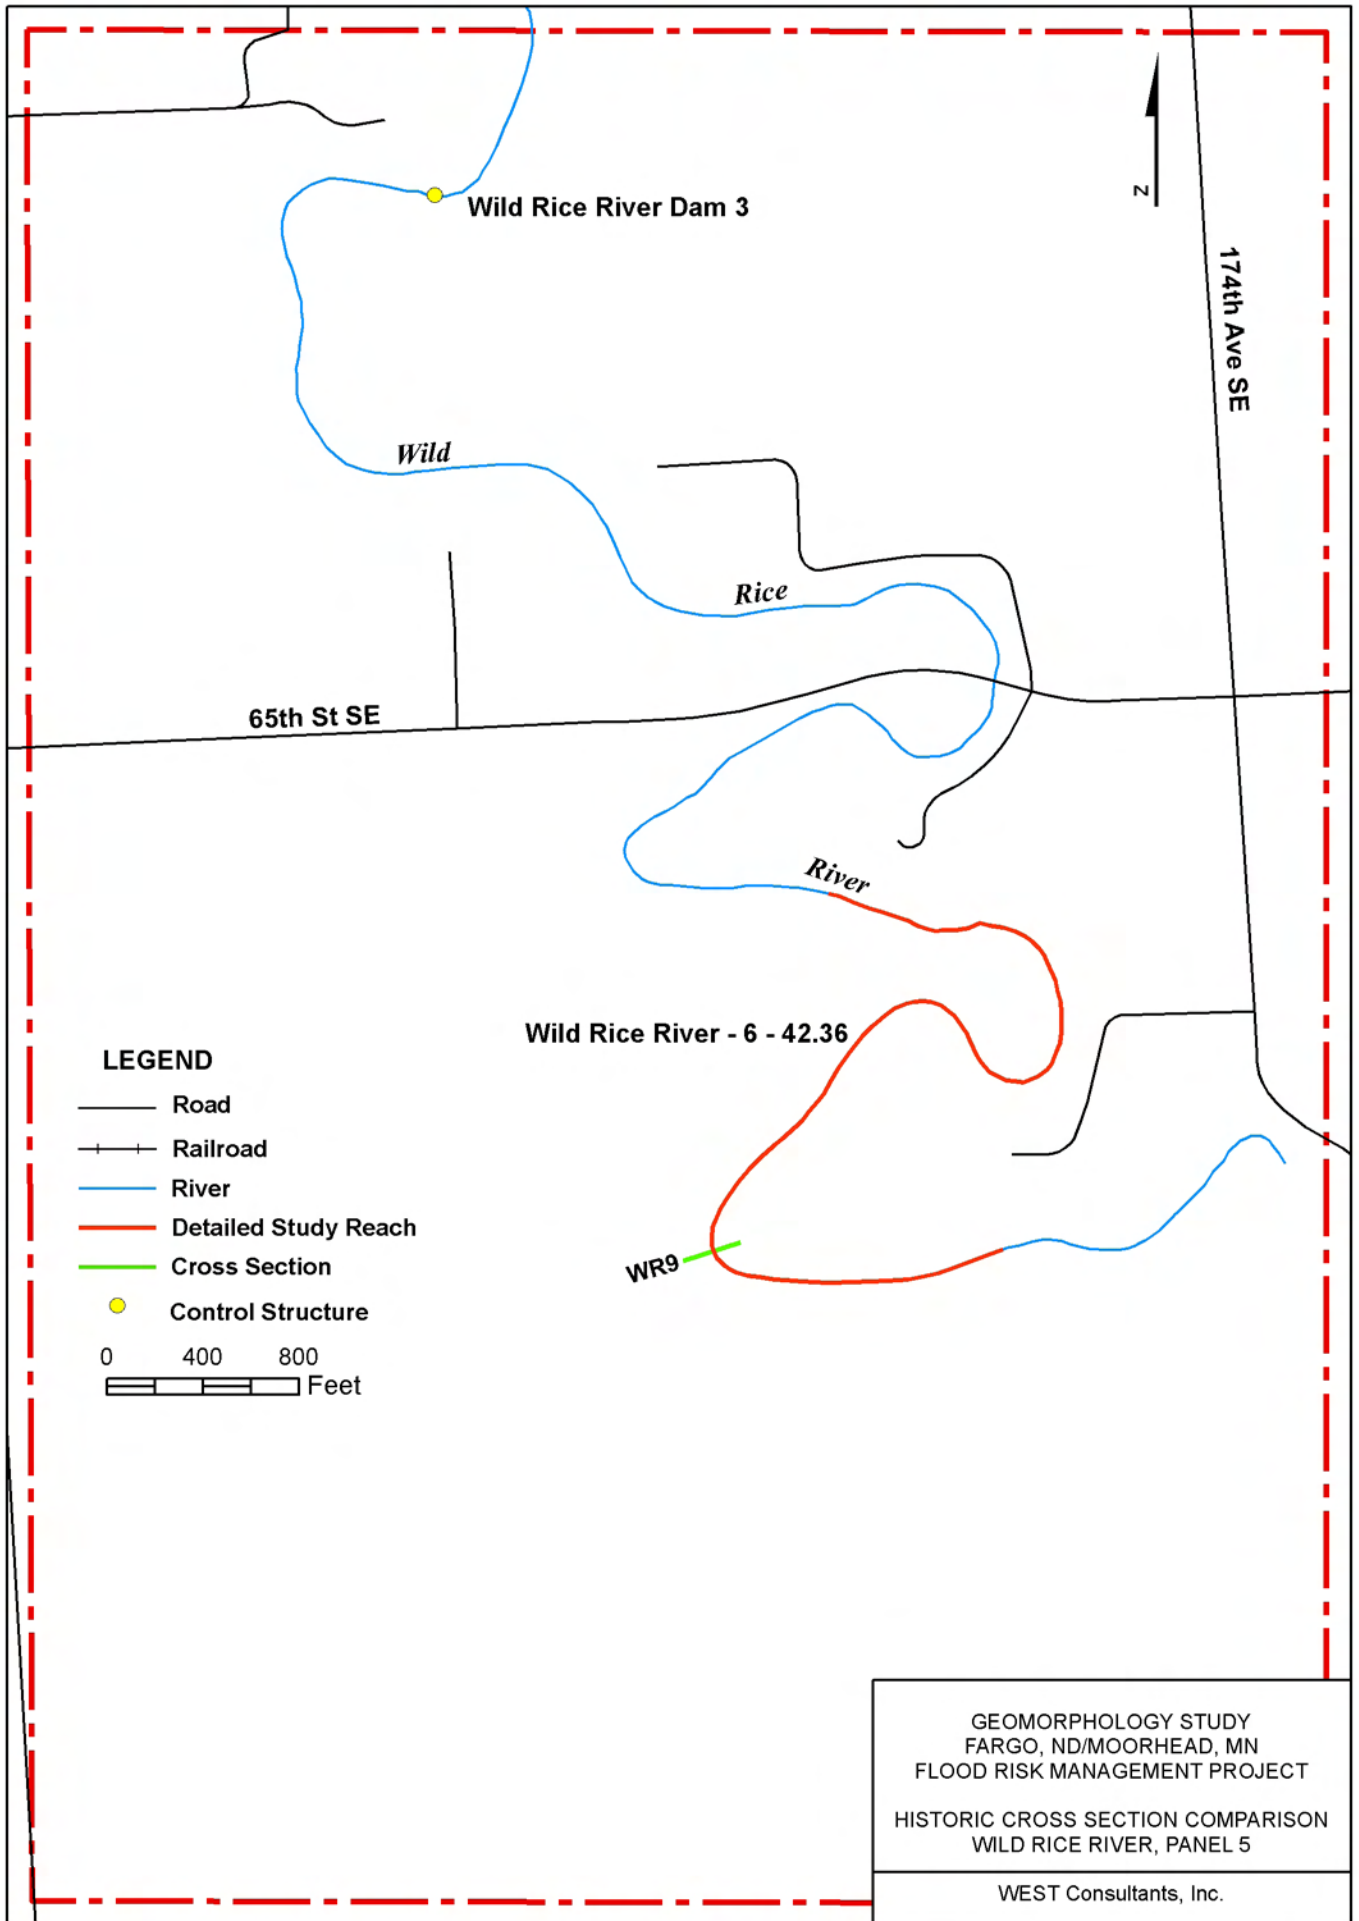 Wild Rice River Dam 3
Z
174th Ave SE
Wild
Rice
65th St SE
River
Wild Rice River - 6 - 42.36
LEGEND
Road
Railroad
River
Detailed Study Reach
Cross Section
Control Structure
0 400 800
Feet
WR9
GEOMORPHOLOGY STUDY
FARGO, ND/MOORHEAD, MN
FLOOD RISK MANAGEMENT PROJECT
HISTORIC CROSS SECTION COMPARISON
WILD RICE RIVER, PANEL 5
WEST Consultants, Inc.